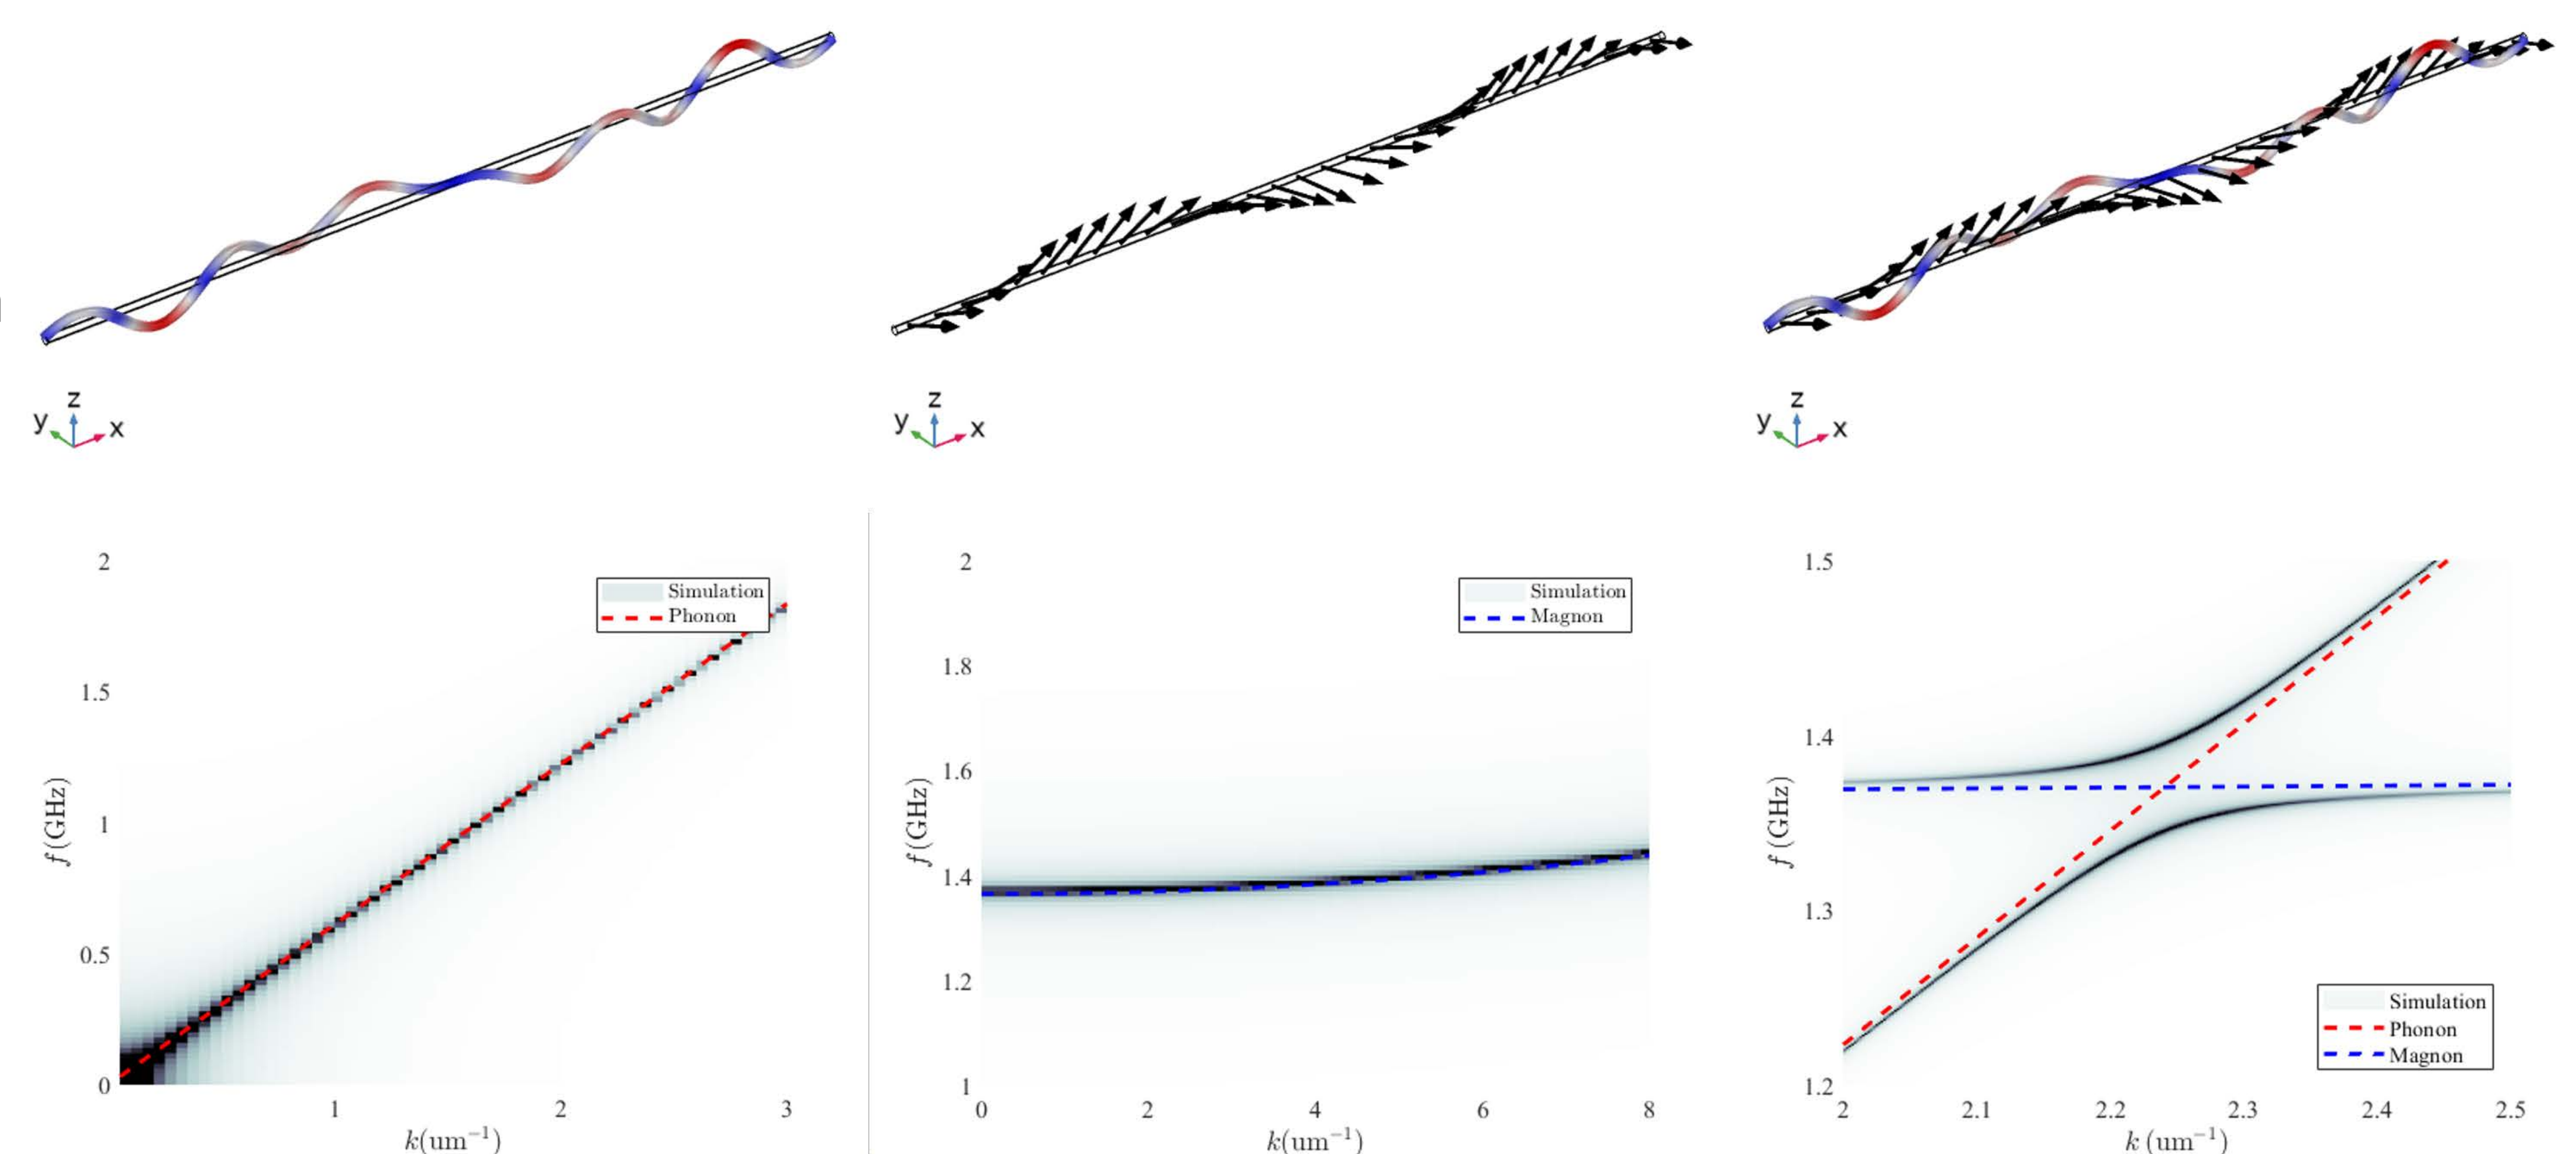 z
y
x
z
y
x
z
y
x
2
1.5
1
0.5
0
1
2
3
f(GHz)
k(um⁻¹)
Simulation
Phonon
2
1.8
1.6
1.4
1.2
1
0
2
4
6
8
f(GHz)
k(um⁻¹)
Simulation
Magnon
1.5
1.4
1.3
1.2
2
2.1
2.2
2.3
2.4
2.5
f (GHz)
k (um⁻¹)
Simulation
Phonon
Magnon